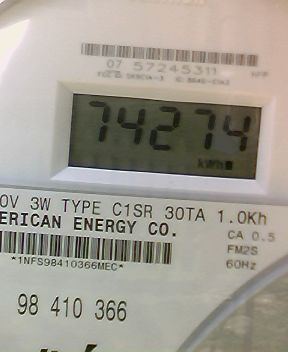 07 57245311
74274
kWh
0V 3W TYPE C1SR 30TA 1.0Kh
ERICAN ENERGY CO.
CA 0.5
FM2S
*1NFS98410366MEC*
60Hz
98 410 366